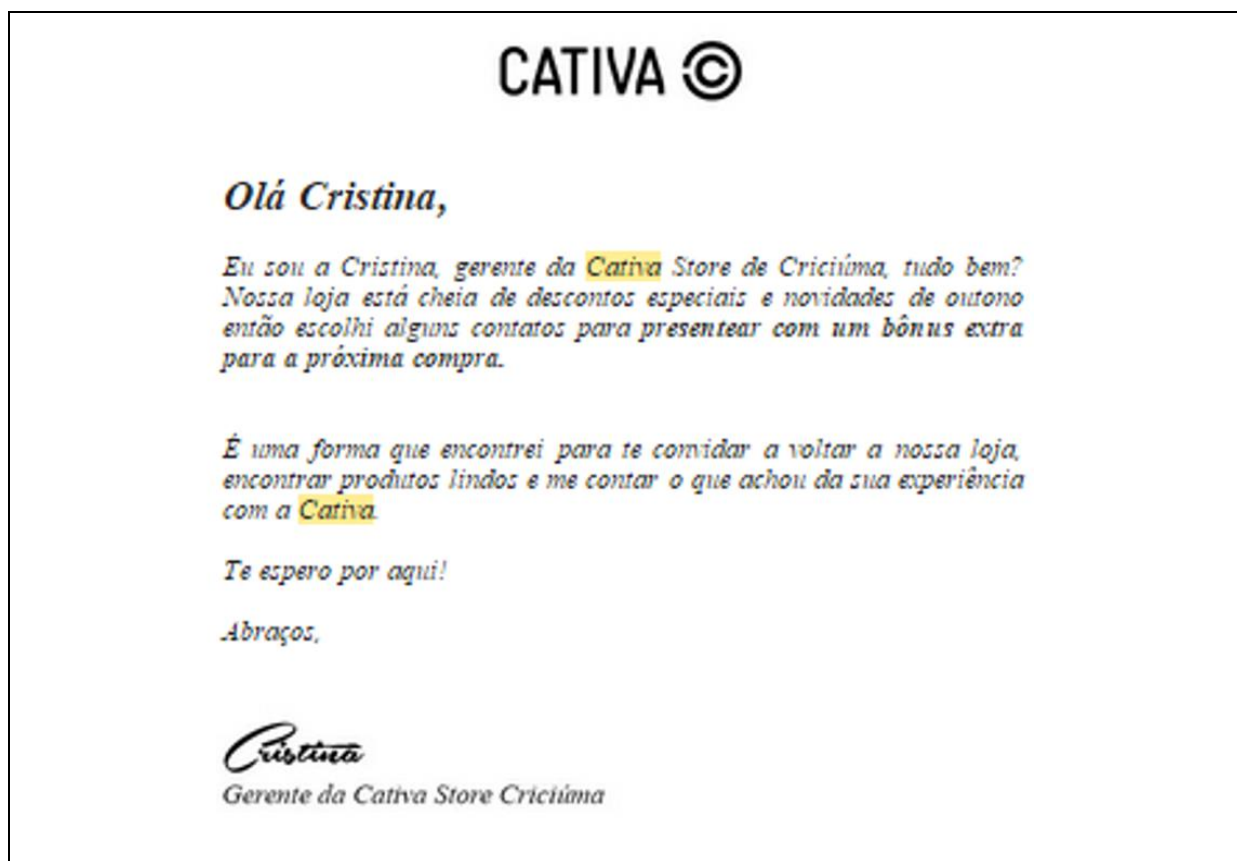 CATIVA ©
Olá Cristina,
Eu sou a Cristina, gerente da Cativa Store de Criciúma, tudo bem?
Nossa loja está cheia de descontos especiais e novidades de outono
então escolhi alguns contatos para presentear com um bônus extra
para a próxima compra.
É uma forma que encontrei para te convidar a voltar a nossa loja,
encontrar produtos lindos e me contar o que achou da sua experiência
com a Cativa.
Te espero por aqui!
Abraços,
Cristina
Gerente da Cativa Store Criciúma